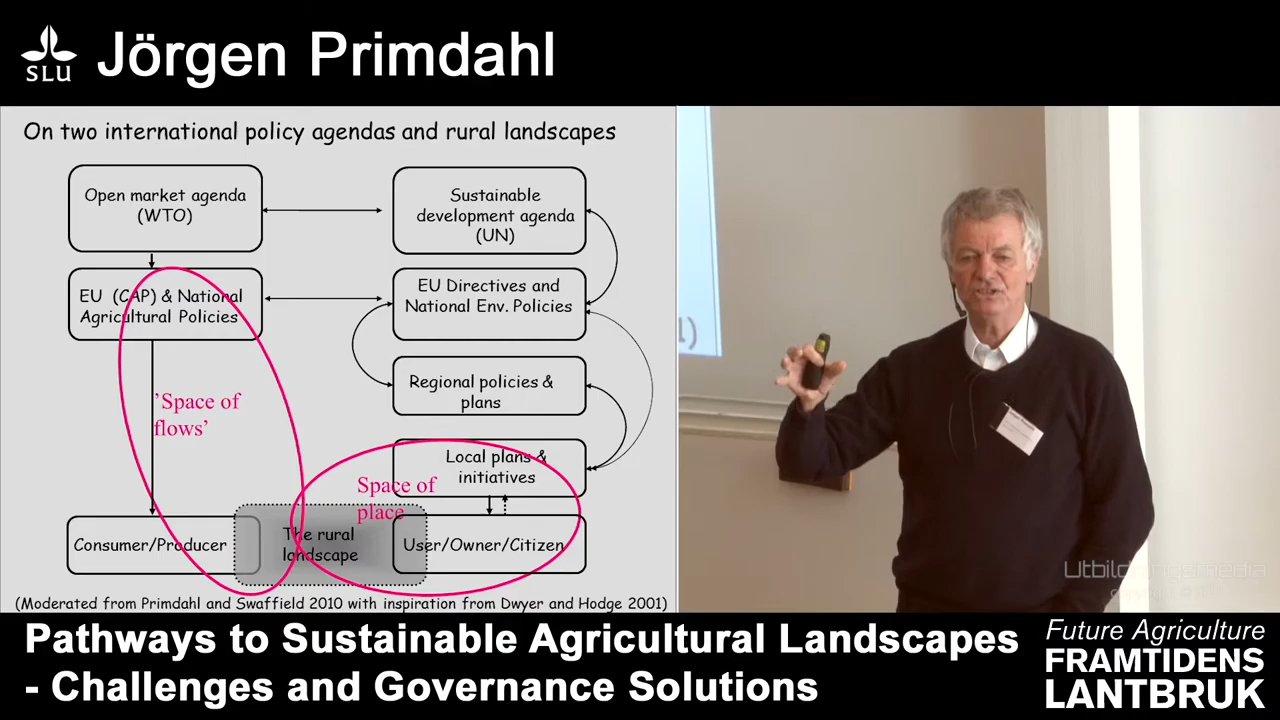 SLU
Jörgen Primdahl
On two international policy agendas and rural landscapes
Open market agenda
(WTO)
Sustainable
development agenda
(UN)
EU (CAP) & National
Agricultural Policies
EU Directives and
National Env. Policies
Regional policies &
plans
'Space of
flows'
Local plans &
initiatives
Space of
place
Consumer/Producer
The rural
landscape
User/Owner/Citizen
(Moderated from Primdahl and Swaffield 2010 with inspiration from Dwyer and Hodge 2001)
Utbildningsmedia
Pathways to Sustainable Agricultural Landscapes
- Challenges and Governance Solutions
Future Agriculture
FRAMTIDENS
LANTBRUK